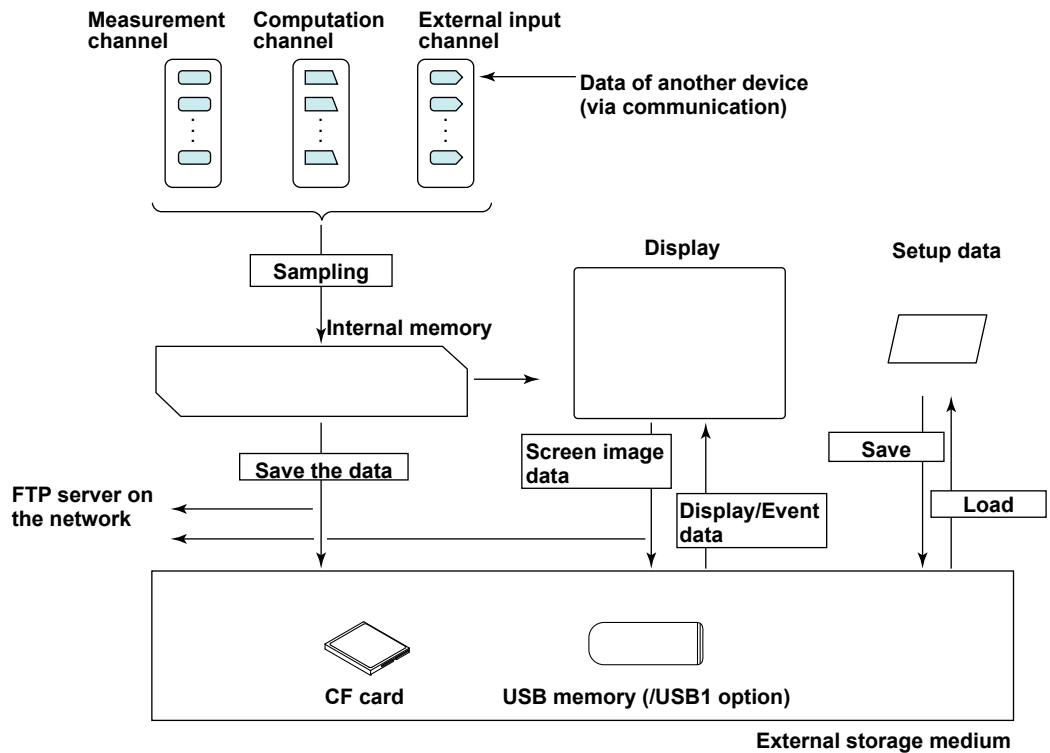 Measurement
channel
Computation
channel
External input
channel
Data of another device
(via communication)
Sampling
Internal memory
Display
Setup data
Save the data
Screen image
data
Save
FTP server on
the network
Display/Event
data
Load
CF card
USB memory (/USB1 option)
External storage medium